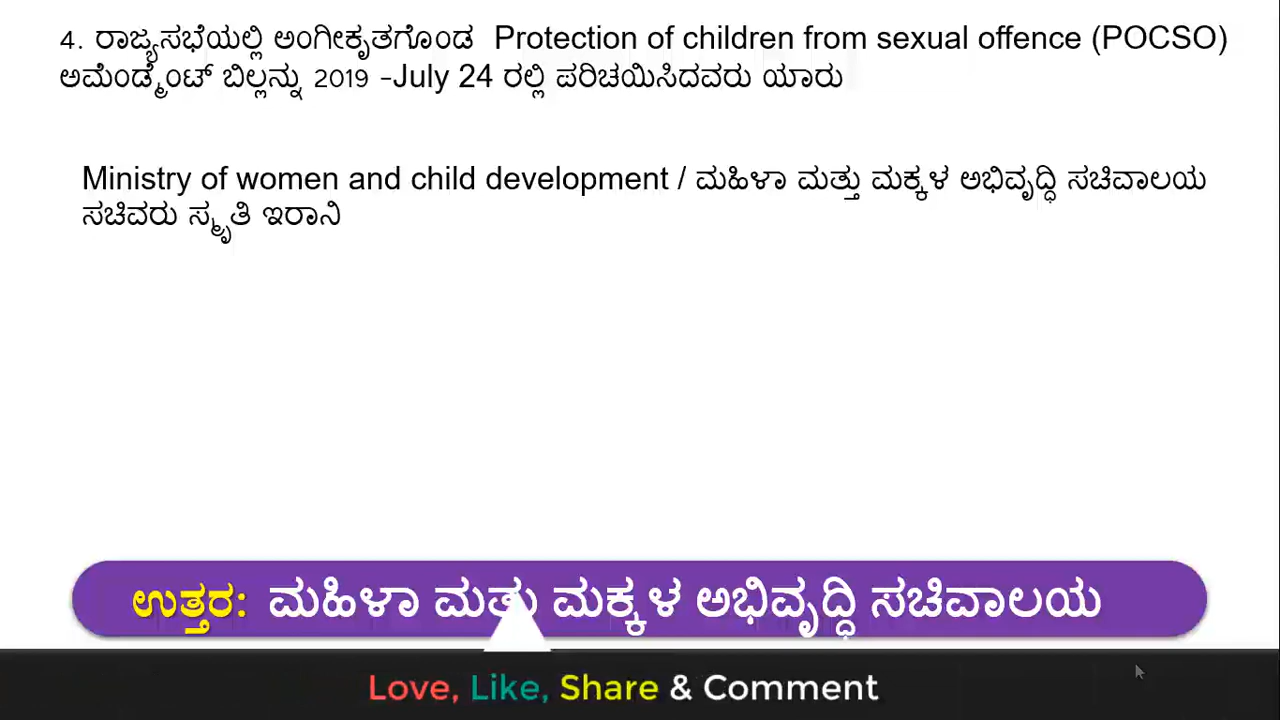 4. ರಾಜ್ಯಸಭೆಯಲ್ಲಿ ಅಂಗೀಕೃತಗೊಂಡ Protection of children from sexual offence (POCSO)
ಅಮೆಂಡ್ಮೆಂಟ್ ಬಿಲ್ಲನ್ನು 2019 -July 24 ರಲ್ಲಿ ಪರಿಚಯಿಸಿದವರು ಯಾರು
Ministry of women and child development / ಮಹಿಳಾ ಮತ್ತು ಮಕ್ಕಳ ಅಭಿವೃದ್ಧಿ ಸಚಿವಾಲಯ
ಸಚಿವರು ಸ್ಮೃತಿ ಇರಾನಿ
ಉತ್ತರ: ಮಹಿಳಾ ಮತ್ತು ಮಕ್ಕಳ ಅಭಿವೃದ್ಧಿ ಸಚಿವಾಲಯ
Love, Like, Share & Comment